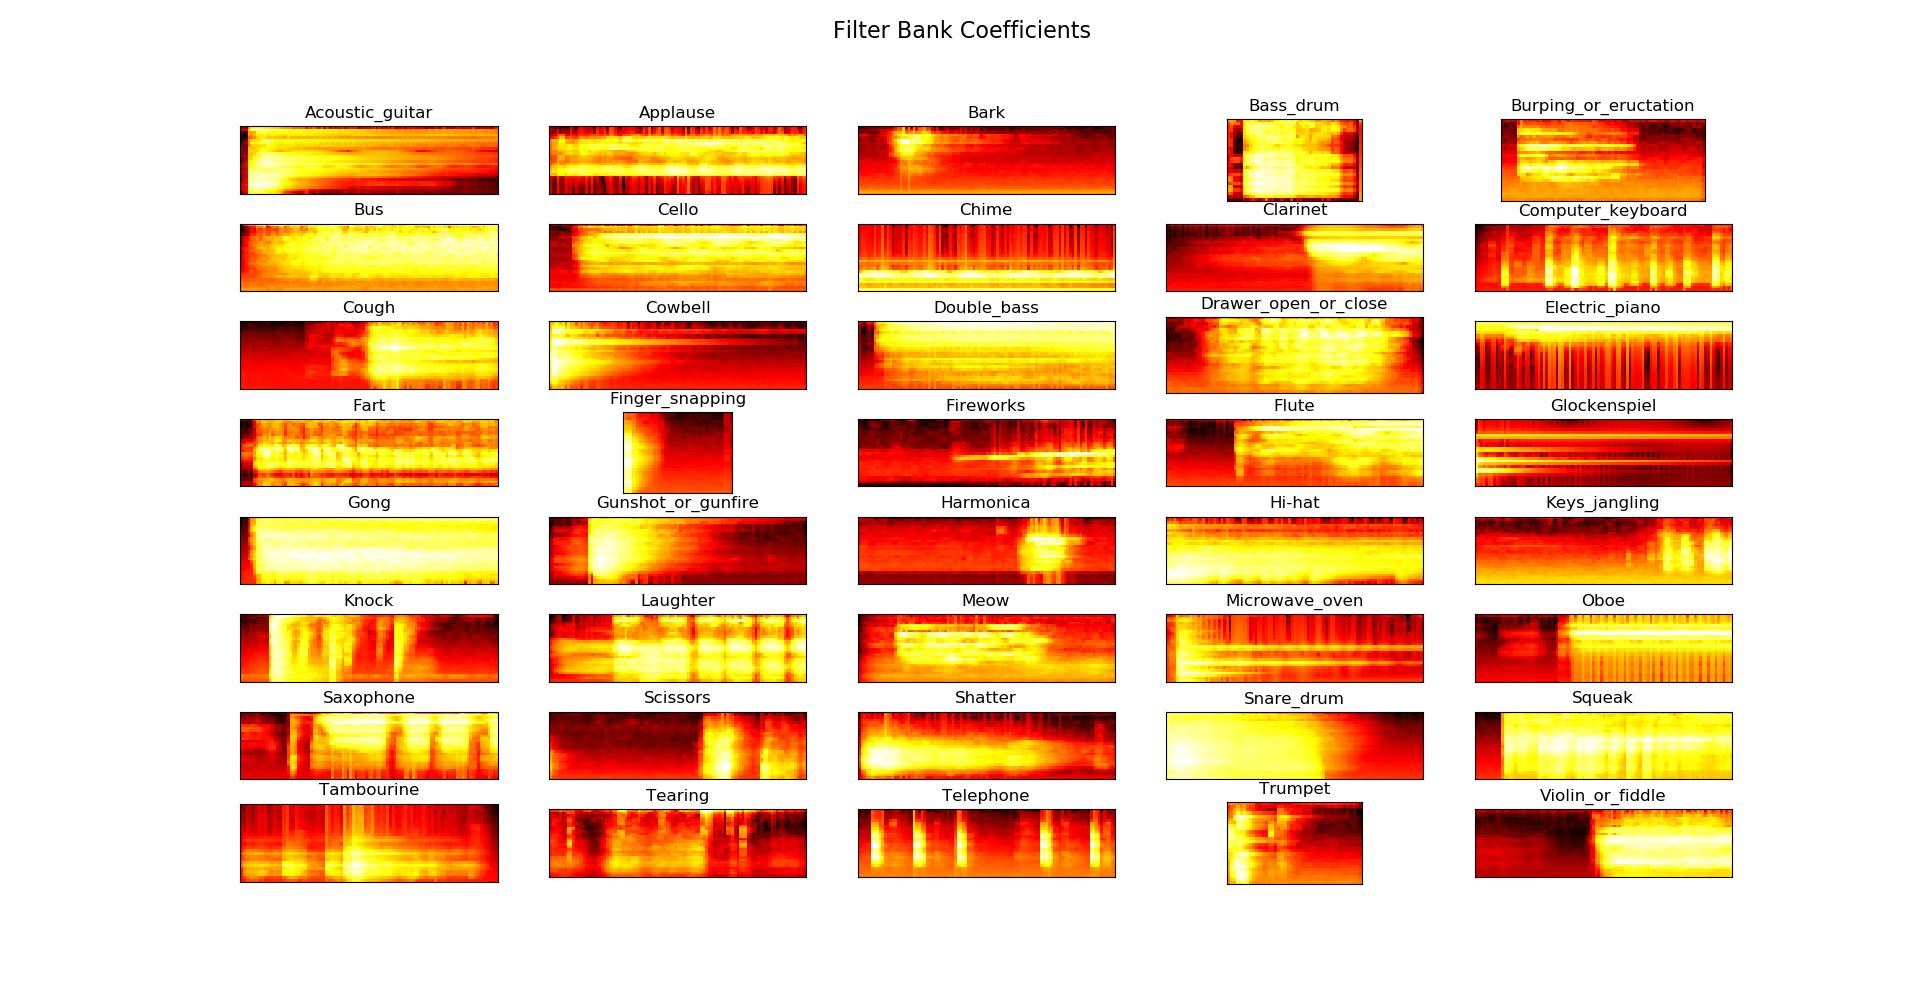 Filter Bank Coefficients
Acoustic_guitar
Applause
Bark
Bass_drum
Burping_or_eructation
Bus
Cello
Chime
Clarinet
Computer_keyboard
Cough
Cowbell
Double_bass
Drawer_open_or_close
Electric_piano
Fart
Finger_snapping
Fireworks
Flute
Glockenspiel
Gong
Gunshot_or_gunfire
Harmonica
Hi-hat
Keys_jangling
Knock
Laughter
Meow
Microwave_oven
Oboe
Saxophone
Scissors
Shatter
Snare_drum
Squeak
Tambourine
Tearing
Telephone
Trumpet
Violin_or_fiddle